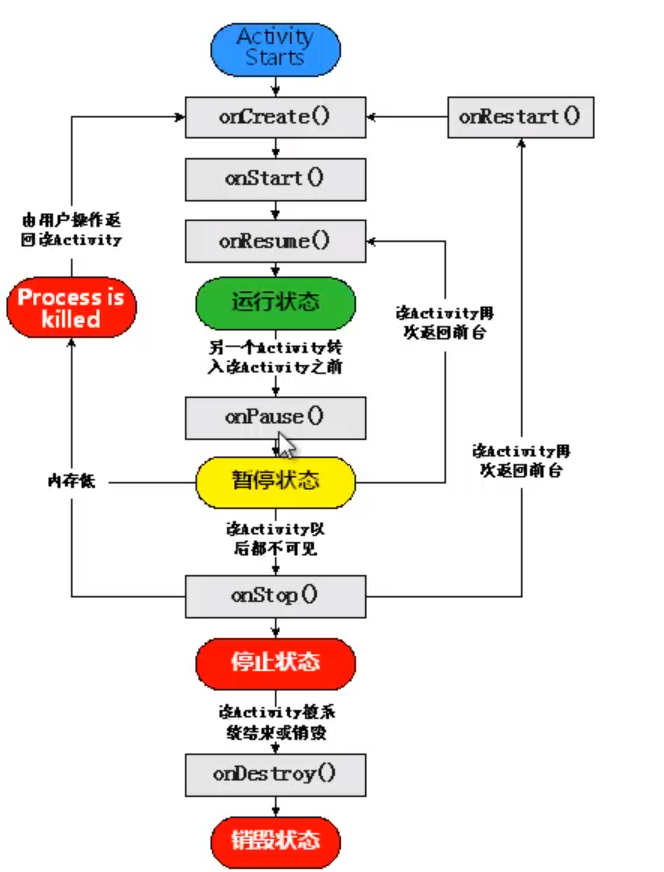 Activity
Starts
onCreate()
onRestart()
onStart()
由用户操作返
回该Activity
onResume()
Process is
killed
运行状态
该Activity再
次返回前台
另一个Activity转
入该Activity之前
onPause()
该Activity再
次返回前台
内存低
暂停状态
该Activity以
后都不可见
onStop()
停止状态
该Activity被系
统结束或销毁
onDestroy()
销毁状态